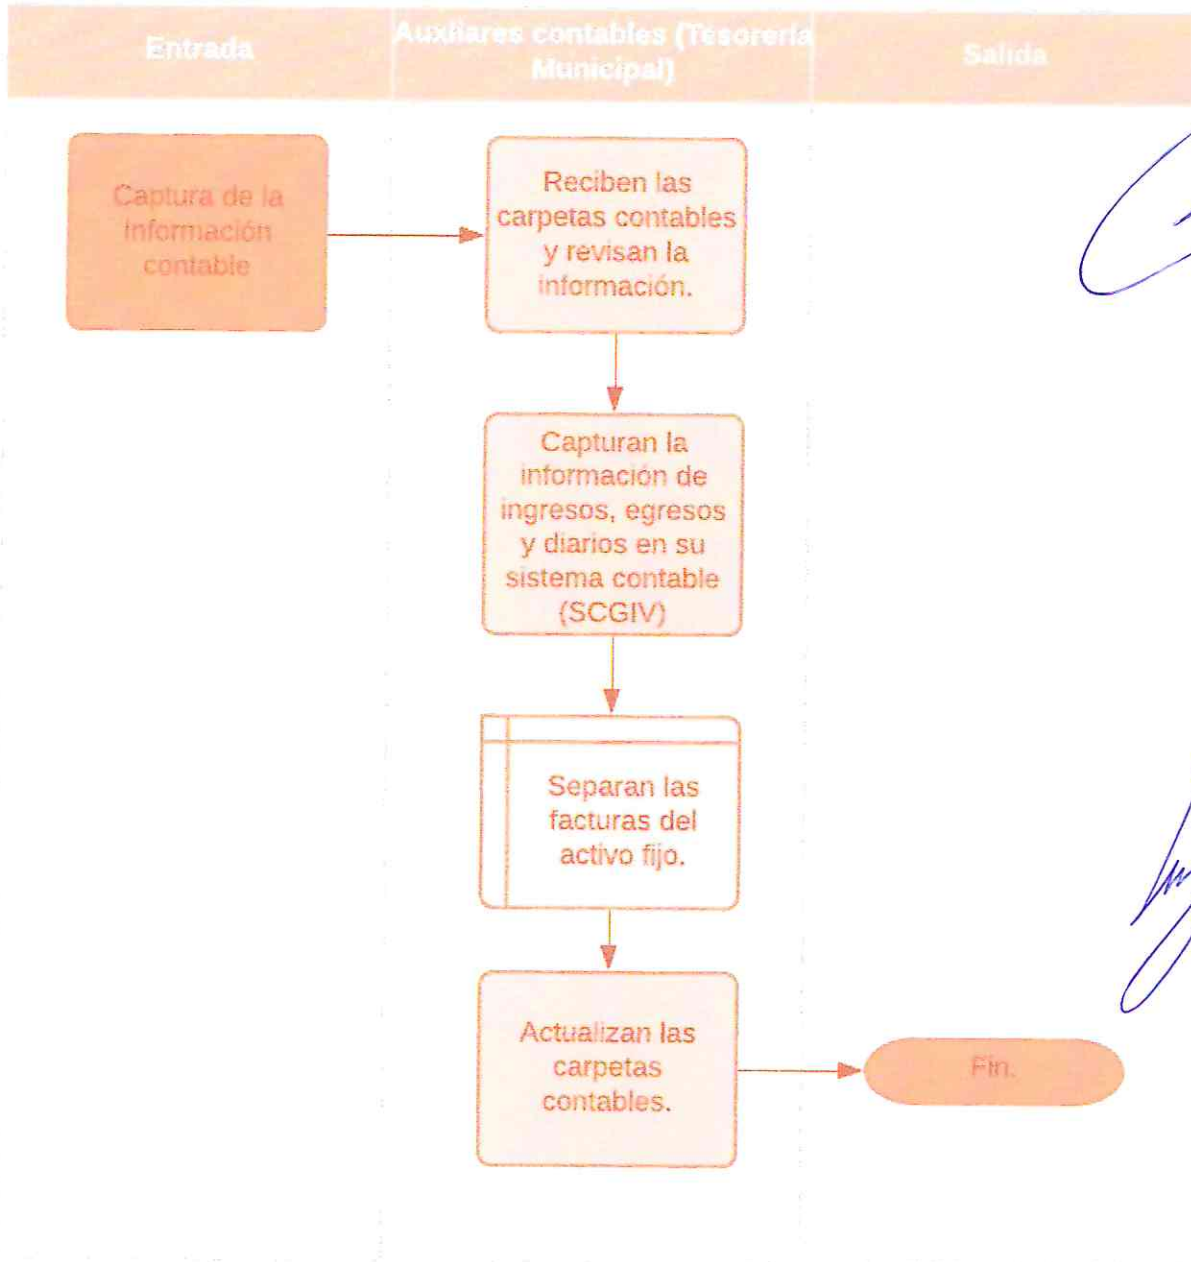 Entrada
Auxliares contables (Tesorería
Municipal)
Salida
Captura de la
información
contable
Reciben las
carpetas contables
y revisan la
información.
Capturan la
información de
ingresos, egresos
y diarios en su
sistema contable
(SCGIV)
Separan las
facturas del
activo fijo.
Actualizan las
carpetas
contables.
Fin.